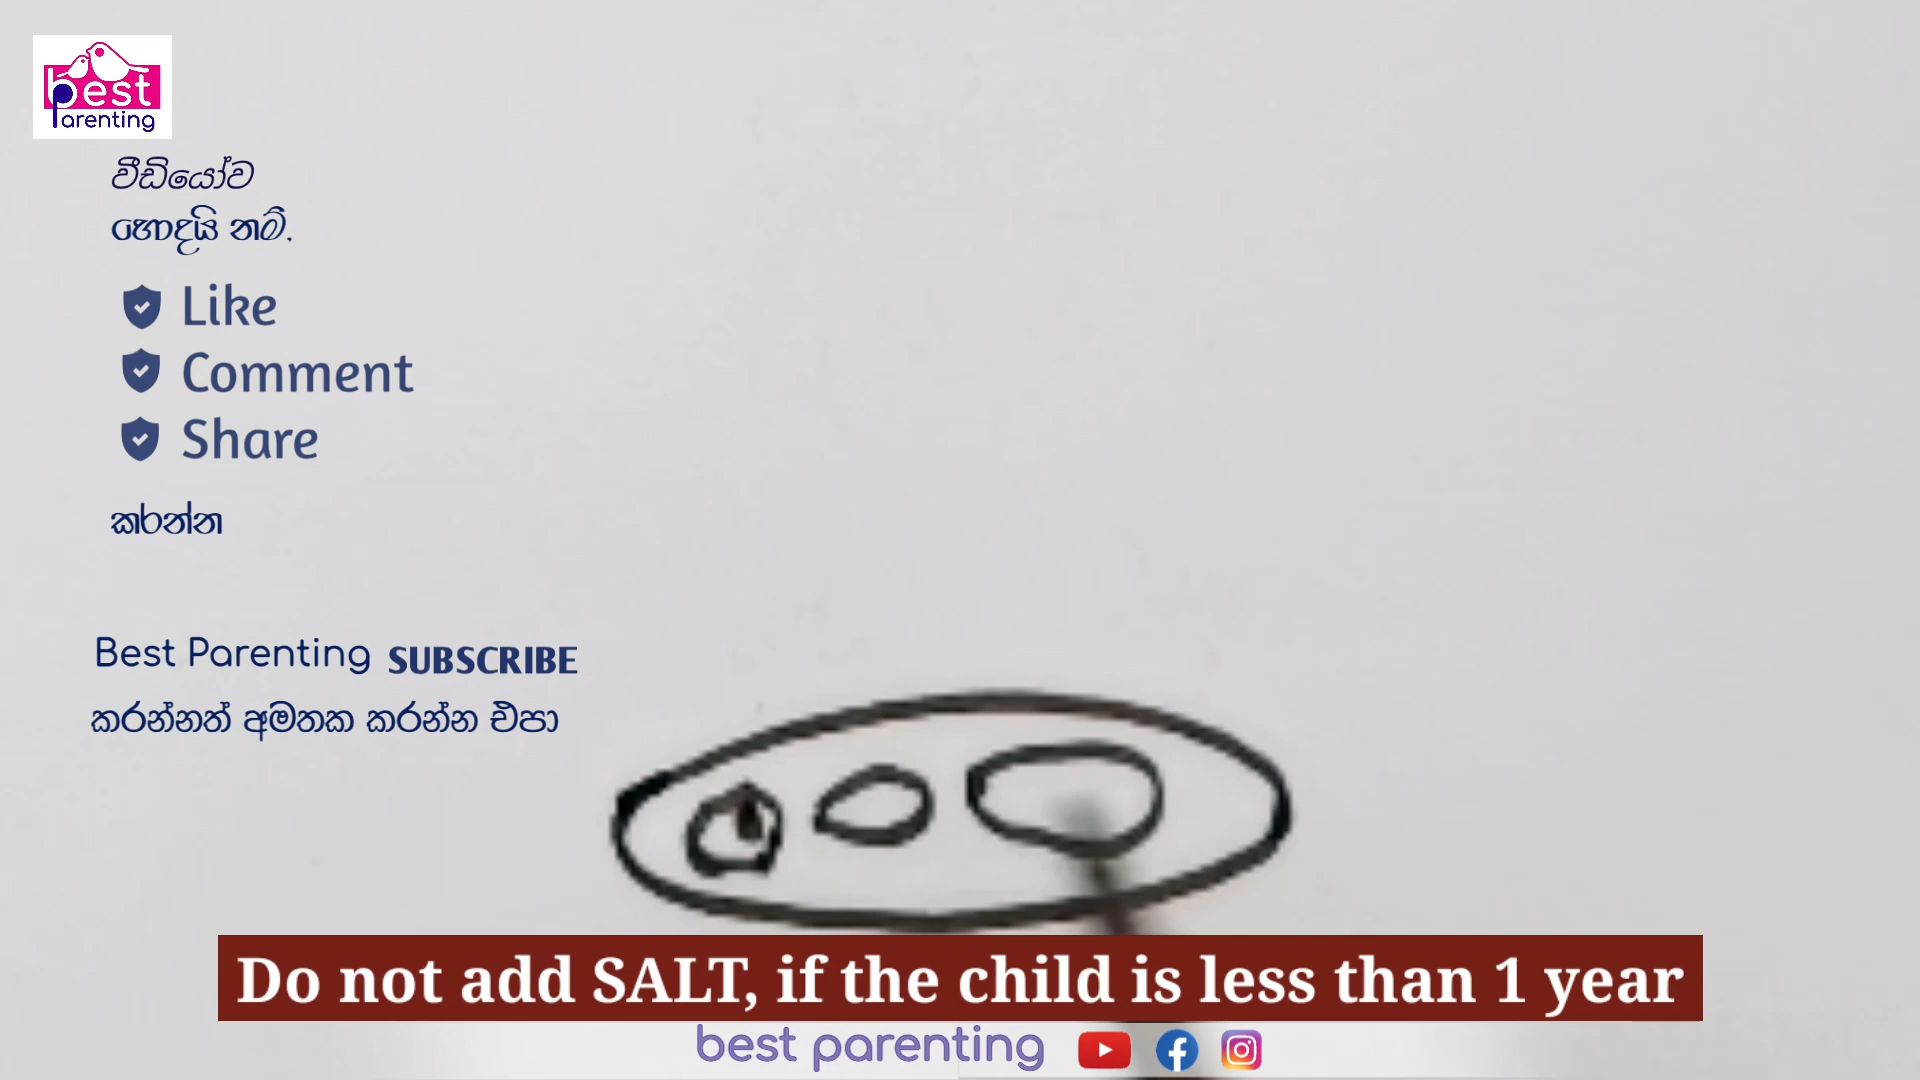 best
Parenting
වීඩියෝව
හොදයි නම්.
Like
Comment
Share
කරන්න
Best Parenting SUBSCRIBE
කරන්නත් අමතක කරන්න එපා
Do not add SALT, if the child is less than 1 year
best parenting